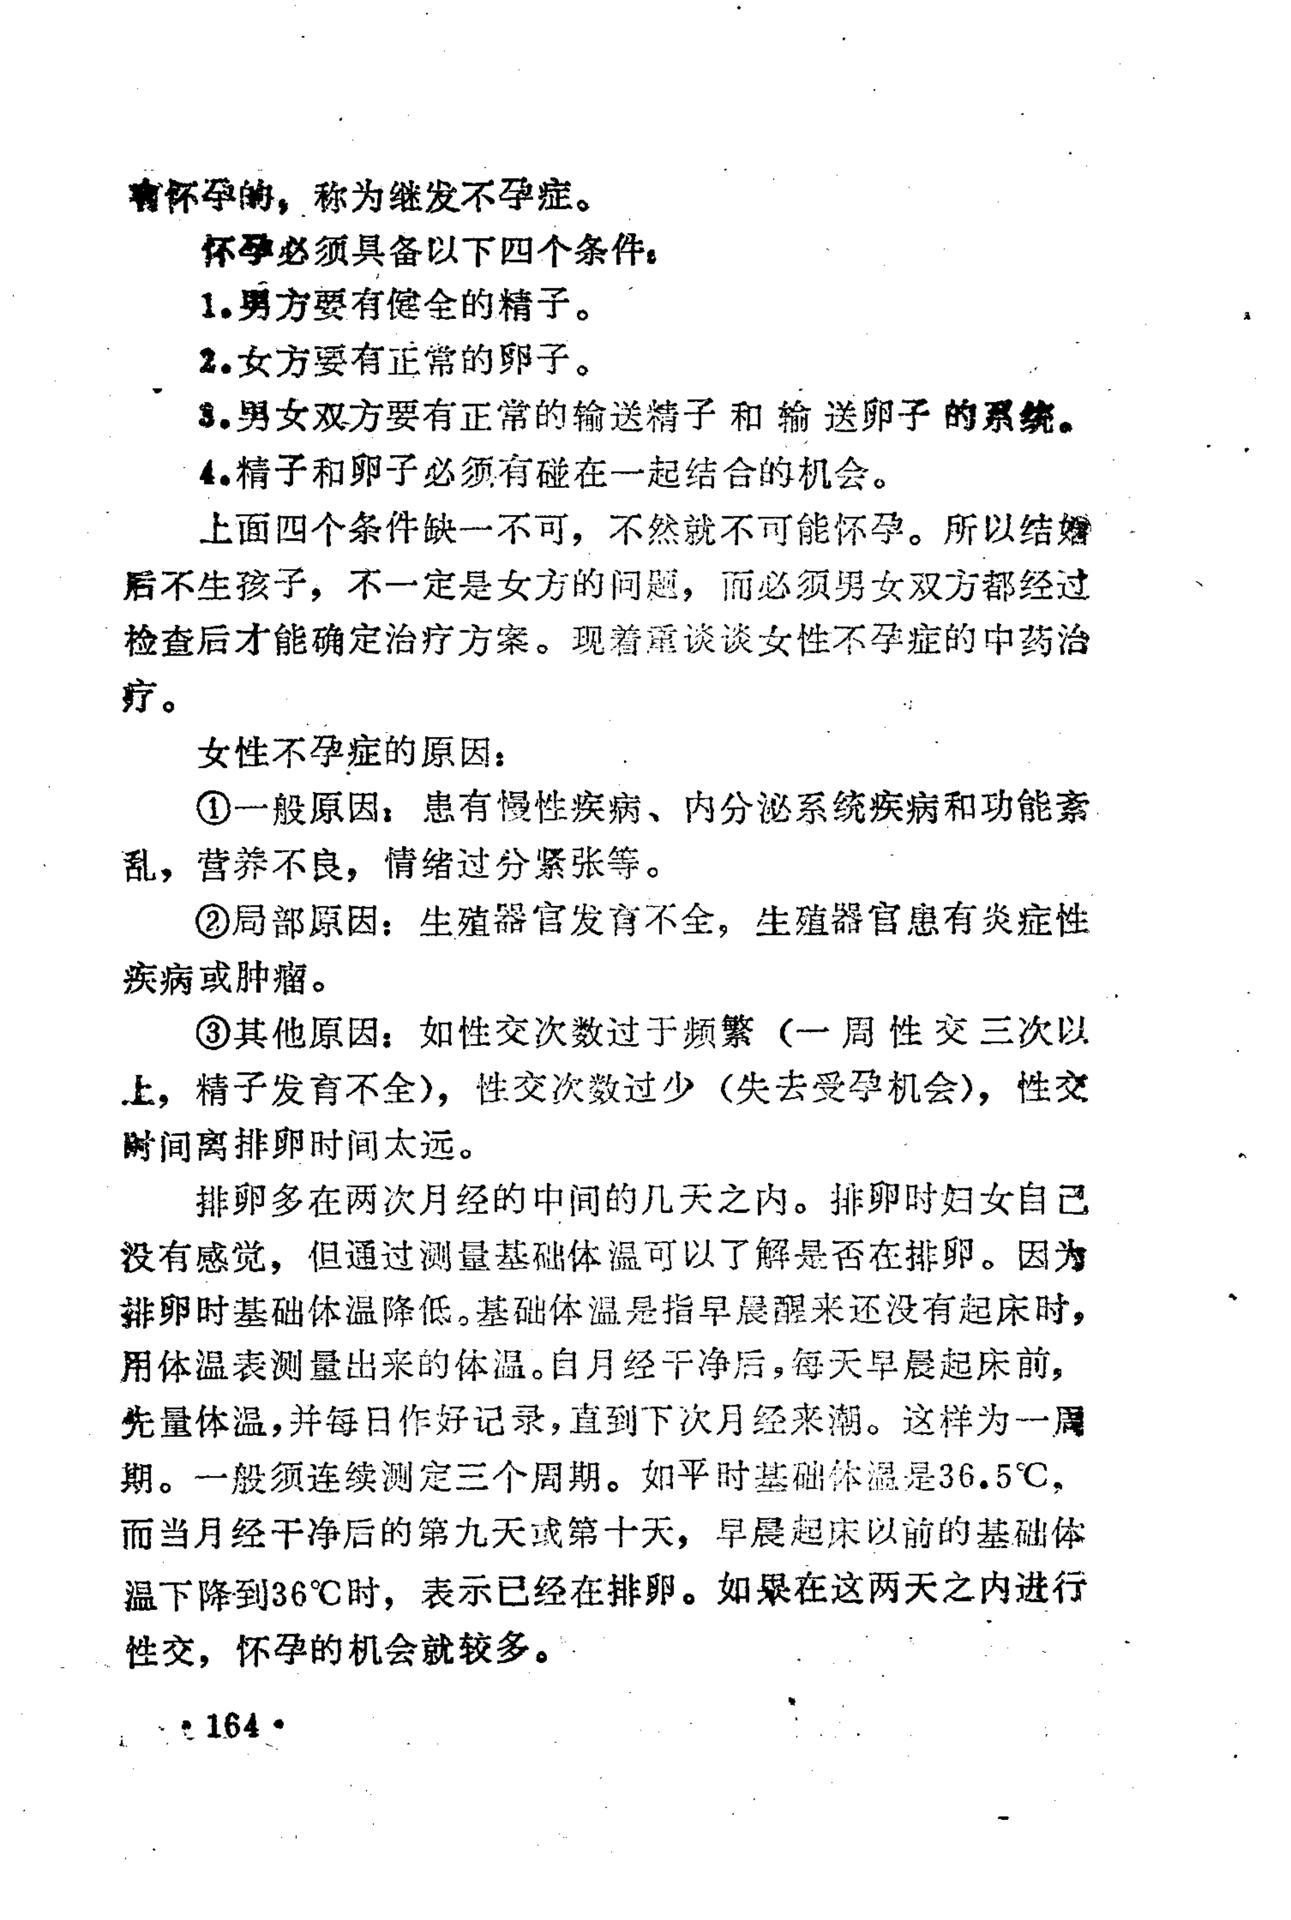 有怀孕的，称为继发不孕症。
怀孕必须具备以下四个条件：
1.男方要有健全的精子。
2.女方要有正常的卵子。
3.男女双方要有正常的输送精子和输送卵子的系统。
4.精子和卵子必须有碰在一起结合的机会。
上面四个条件缺一不可，不然就不可能怀孕。所以结婚
后不生孩子，不一定是女方的问题，而必须男女双方都经过
检查后才能确定治疗方案。现着重谈谈女性不孕症的中药治
疗。
女性不孕症的原因：
①一般原因：患有慢性疾病、内分泌系统疾病和功能紊
乱，营养不良，情绪过分紧张等。
②局部原因：生殖器官发育不全，生殖器官患有炎症性
疾病或肿瘤。
③其他原因：如性交次数过于频繁（一周性交三次以
上，精子发育不全），性交次数过少（失去受孕机会），性交
时间离排卵时间太远。
排卵多在两次月经的中间的几天之内。排卵时妇女自己
没有感觉，但通过测量基础体温可以了解是否在排卵。因为
排卵时基础体温降低。基础体温是指早晨醒来还没有起床时，
用体温表测量出来的体温。自月经干净后，每天早晨起床前，
先量体温，并每日作好记录，直到下次月经来潮。这样为一周
期。一般须连续测定三个周期。如平时基础体温是36.5℃，
而当月经干净后的第九天或第十天，早晨起床以前的基础体
温下降到36℃时，表示已经在排卵。如果在这两天之内进行
性交，怀孕的机会就较多。
·164·